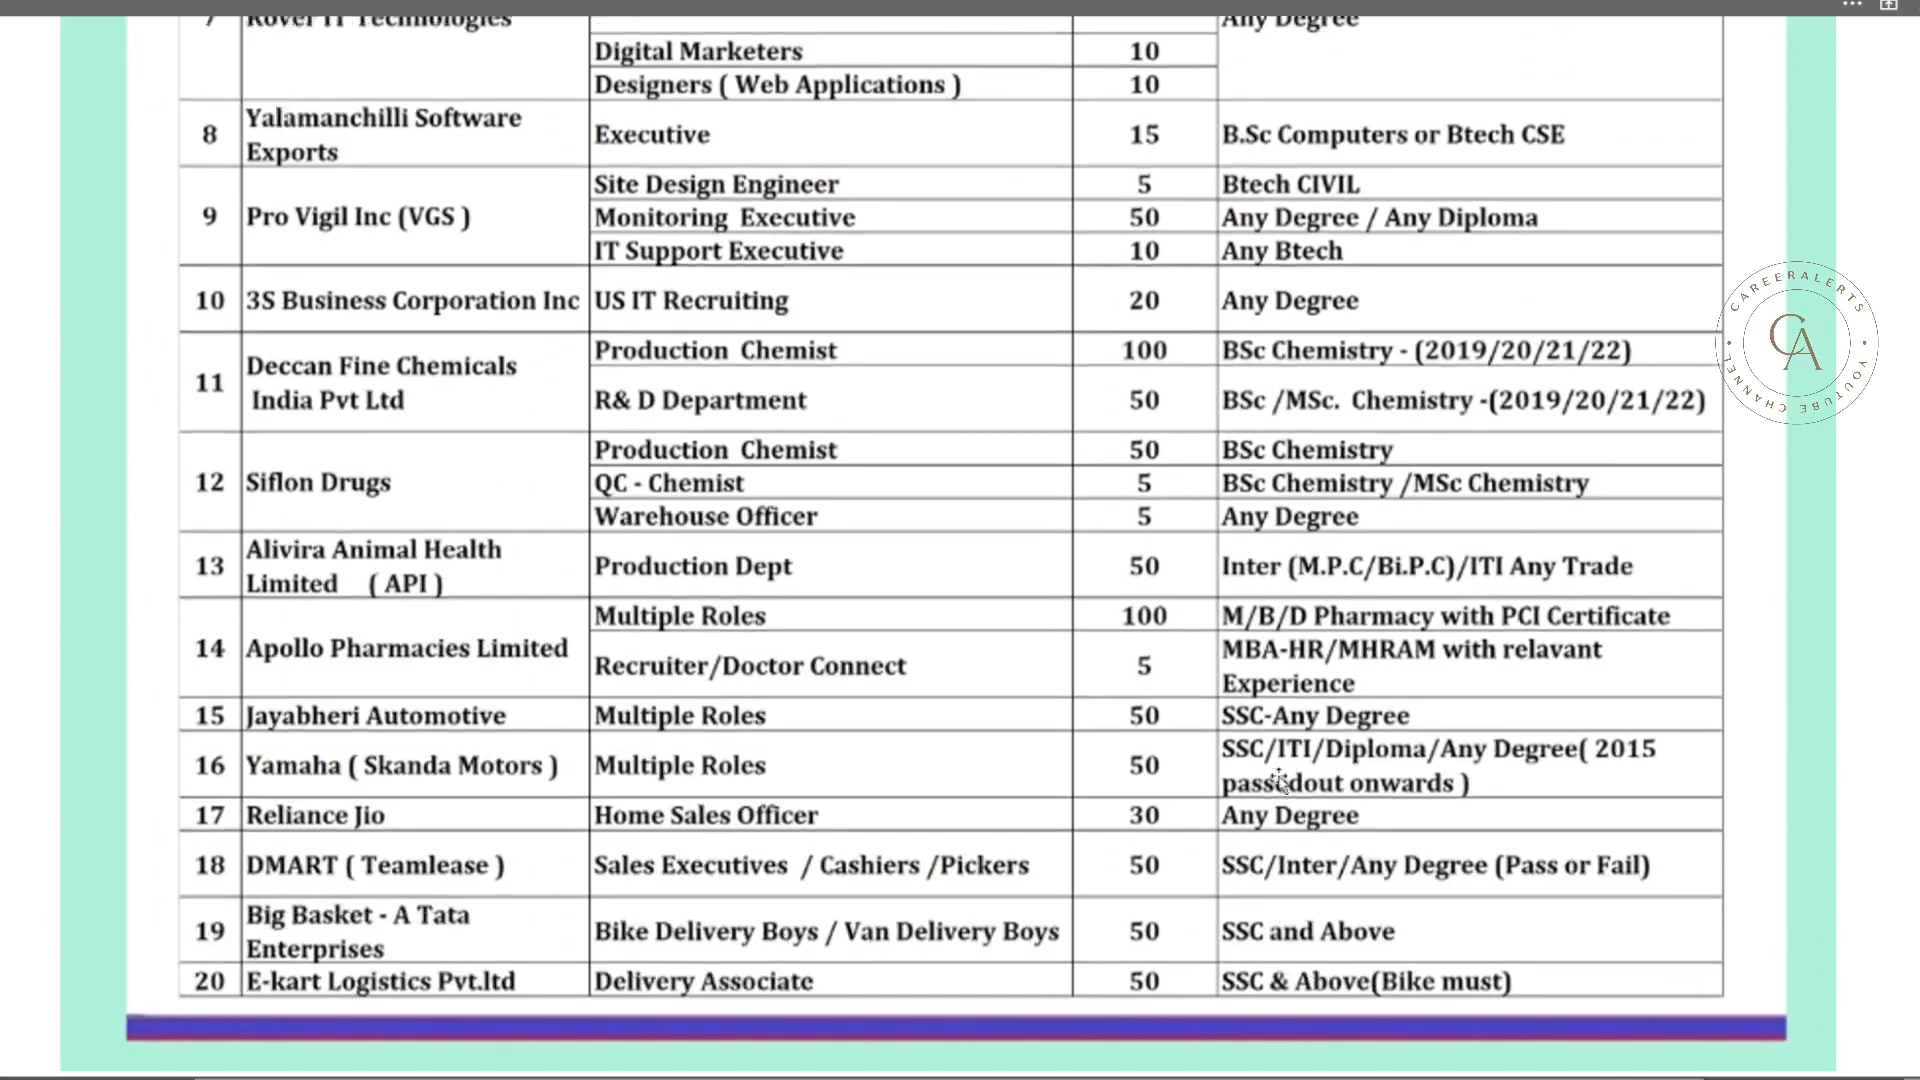 7 Rover IT Technologies Any Degree
Digital Marketers 10
Designers ( Web Applications ) 10
8 Yalamanchilli Software Exports Executive 15 B.Sc Computers or Btech CSE
9 Pro Vigil Inc (VGS ) Site Design Engineer 5 Btech CIVIL
Monitoring Executive 50 Any Degree / Any Diploma
IT Support Executive 10 Any Btech
10 3S Business Corporation Inc US IT Recruiting 20 Any Degree
11 Deccan Fine Chemicals India Pvt Ltd Production Chemist 100 BSc Chemistry - (2019/20/21/22)
R& D Department 50 BSc /MSc. Chemistry -(2019/20/21/22)
12 Siflon Drugs Production Chemist 50 BSc Chemistry
QC - Chemist 5 BSc Chemistry /MSc Chemistry
Warehouse Officer 5 Any Degree
13 Alivira Animal Health Limited ( API ) Production Dept 50 Inter (M.P.C/Bi.P.C)/ITI Any Trade
14 Apollo Pharmacies Limited Multiple Roles 100 M/B/D Pharmacy with PCI Certificate
Recruiter/Doctor Connect 5 MBA-HR/MHRAM with relavant Experience
15 Jayabheri Automotive Multiple Roles 50 SSC-Any Degree
16 Yamaha ( Skanda Motors ) Multiple Roles 50 SSC/ITI/Diploma/Any Degree( 2015 passedout onwards )
17 Reliance Jio Home Sales Officer 30 Any Degree
18 DMART ( Teamlease ) Sales Executives / Cashiers /Pickers 50 SSC/Inter/Any Degree (Pass or Fail)
19 Big Basket - A Tata Enterprises Bike Delivery Boys / Van Delivery Boys 50 SSC and Above
20 E-kart Logistics Pvt.ltd Delivery Associate 50 SSC & Above(Bike must)
CAREERALERTS
CA
YOUTUBE CHANNEL